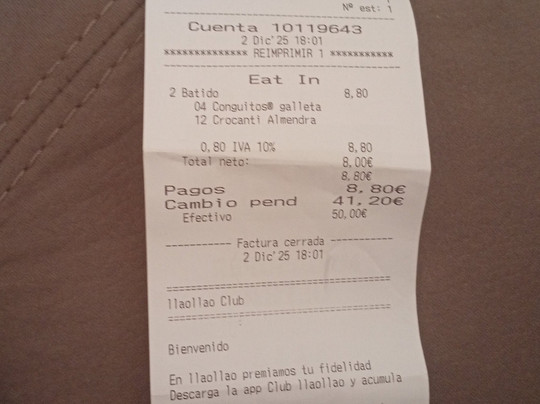 Nº est: 1
Cuenta 10119643
2 Dic'25 18:01
xxxxxxxxxxxxx REIMPRIMIR 1 xxxxxxxxxx
Eat In
2 Batido 8,80
04 Conguitos® galleta
12 Crocanti Almendra
0,80 IVA 10% 8,80
Total neto: 8,00€
8,80€
Pagos 8,80€
Cambio pend 41,20€
Efectivo 50,00€
---------- Factura cerrada ----------
2 Dic'25 18:01
llaollao Club
Bienvenido
En llaollao premiamos tu fidelidad
Descarga la app Club llaollao y acumula